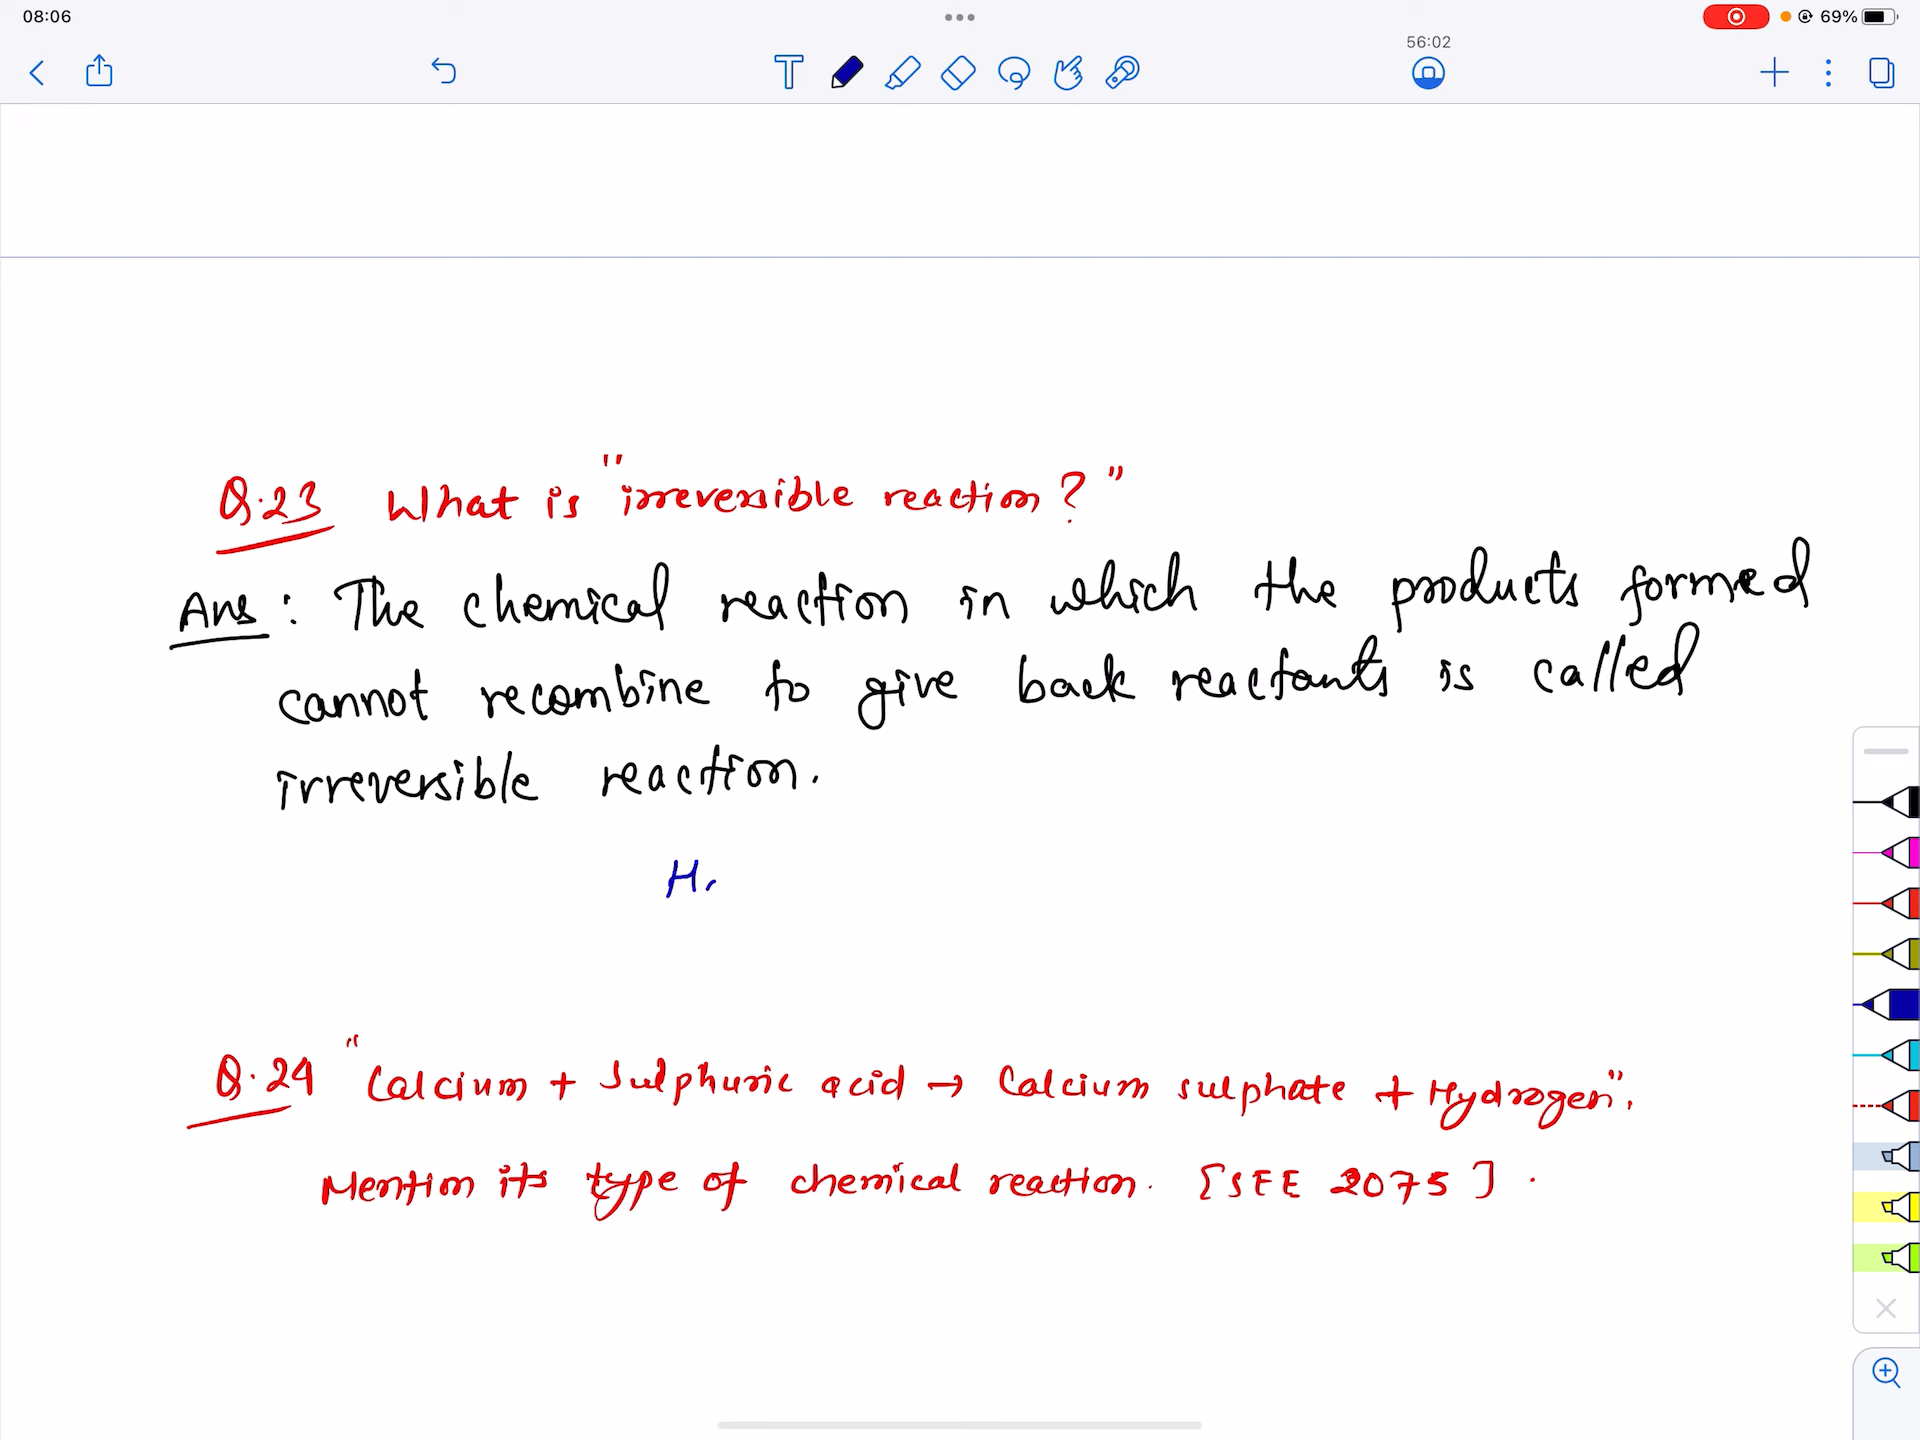 08:06
69%
56:02
T
Q.23 What is "irreversible reaction?"
Ans: The chemical reaction in which the products formed
cannot recombine to give back reactants is called
irreversible reaction.
H
Q.24 "Calcium + Sulphuric acid → Calcium sulphate + Hydrogen".
Mention its type of chemical reaction. [SEE 2075].